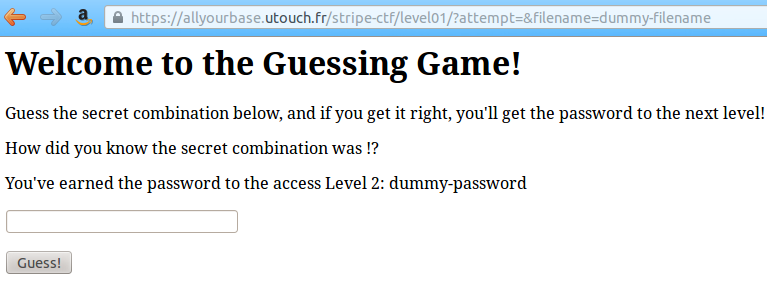 https://allyourbase.utouch.fr/stripe-ctf/level01/?attempt=&filename=dummy-filename
Welcome to the Guessing Game!
Guess the secret combination below, and if you get it right, you'll get the password to the next level!
How did you know the secret combination was !?
You've earned the password to the access Level 2: dummy-password
Guess!